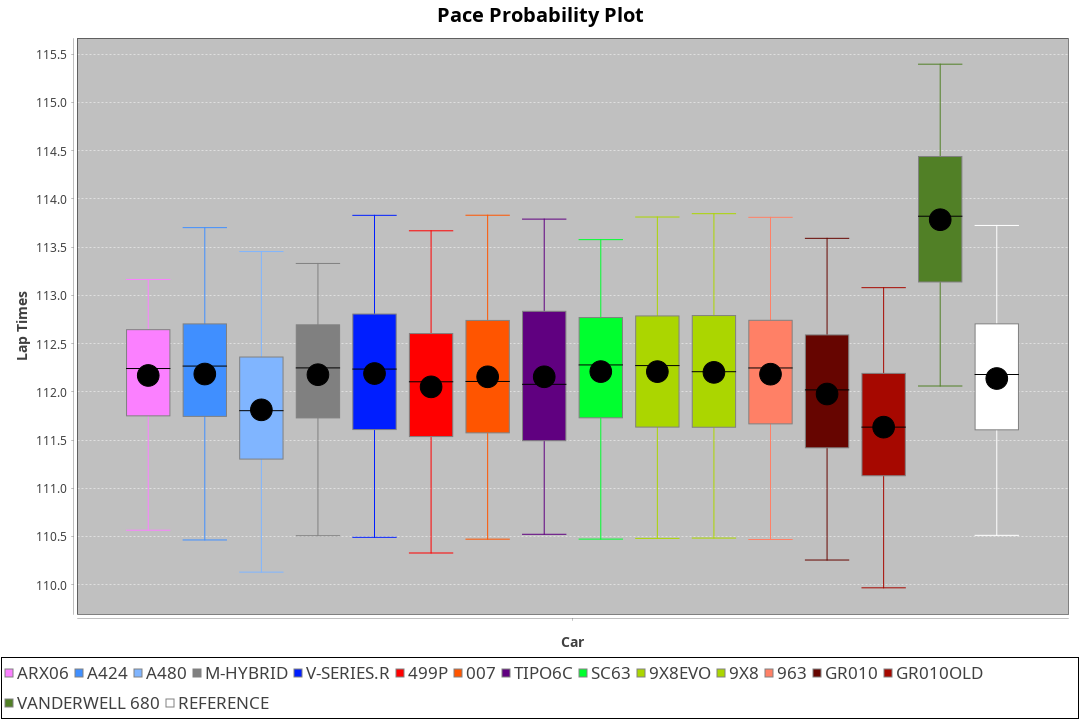 Pace Probability Plot
115.5
115.0
114.5
114.0
113.5
113.0
112.5
112.0
111.5
111.0
110.5
110.0
Lap Times
Car
ARX06 A424 A480 M-HYBRID V-SERIES.R 499P 007 TIPO6C SC63 9X8EVO 9X8 963 GR010 GR010OLD
VANDERWELL 680 REFERENCE